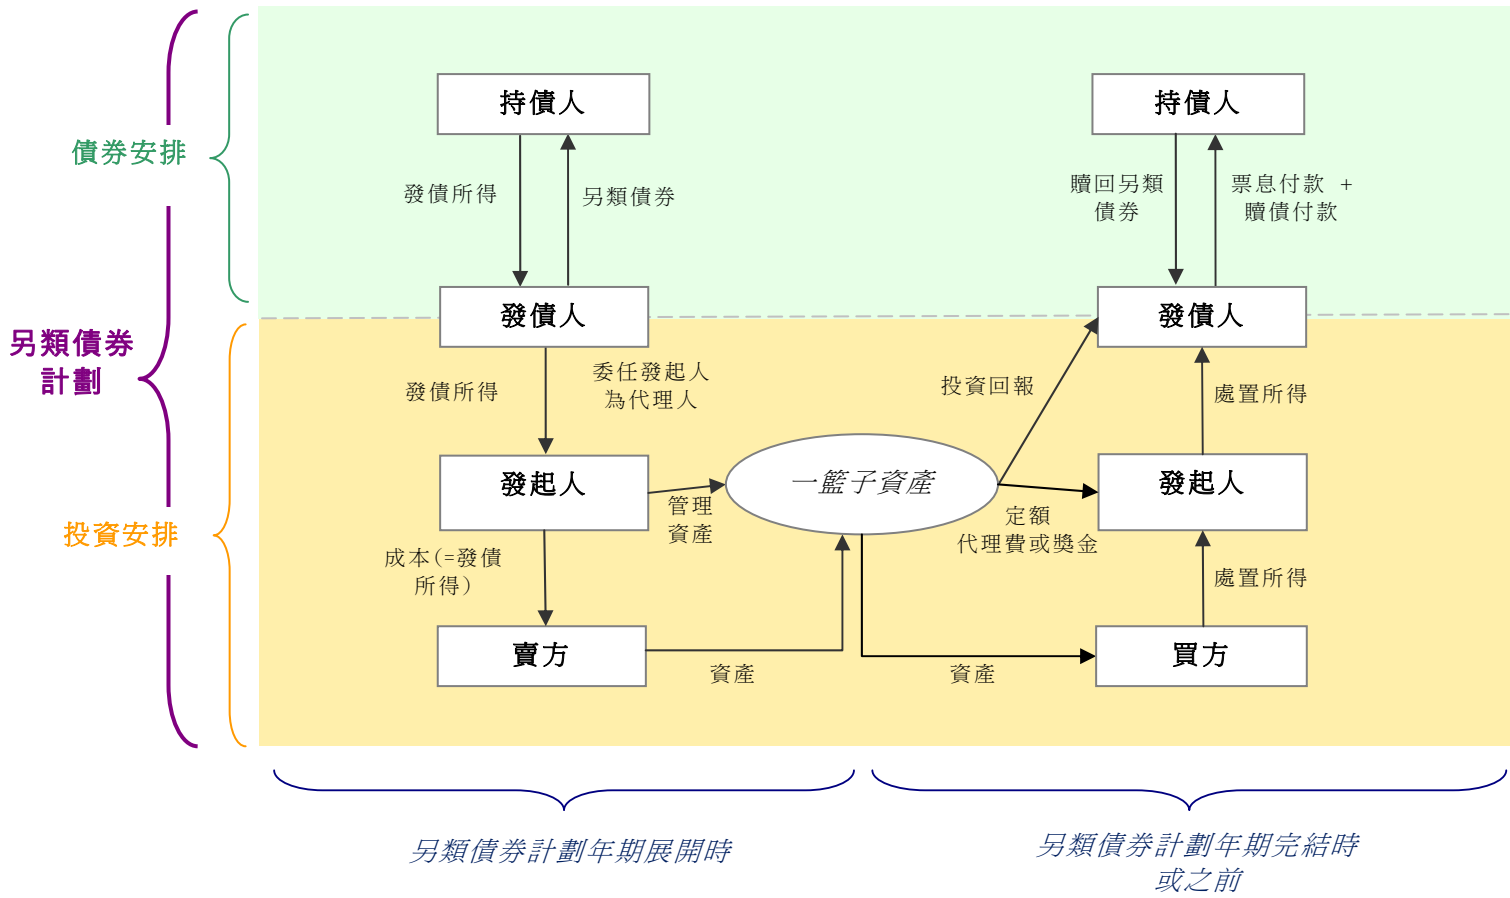 持債人
持債人
債券安排
發債所得
另類債券
贖回另類
債券
票息付款 +
贖債付款
發債人
發債人
另類債券
計劃
發債所得
委任發起人
為代理人
投資回報
處置所得
發起人
管理
資產
一籃子資產
發起人
定額
代理費或獎金
投資安排
成本(=發債
所得)
處置所得
賣方
資產
資產
買方
另類債券計劃年期展開時
另類債券計劃年期完結時
或之前